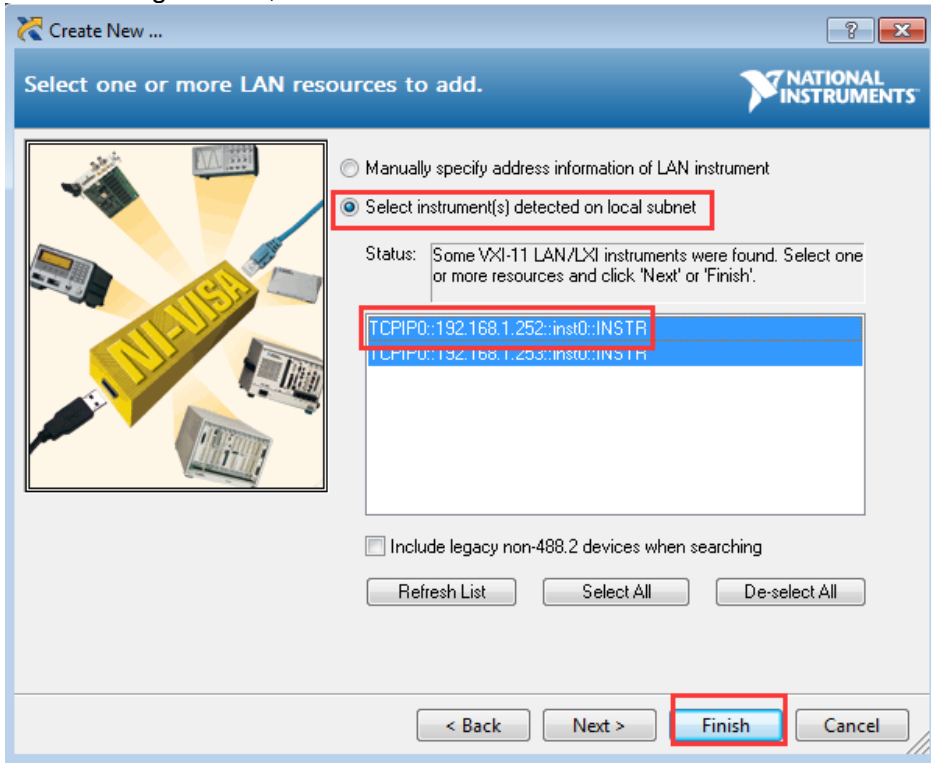 Create New ...
Select one or more LAN resources to add.
NATIONAL
INSTRUMENTS™
NI-VISA
Manually specify address information of LAN instrument
Select instrument(s) detected on local subnet
Status: Some VXI-11 LAN/LXI instruments were found. Select one
or more resources and click 'Next' or 'Finish'.
TCPIP0::192.168.1.252::inst0::INSTR
TCPIP0::192.168.1.253::inst0::INSTR
Include legacy non-488.2 devices when searching
Refresh List Select All De-select All
< Back Next > Finish Cancel